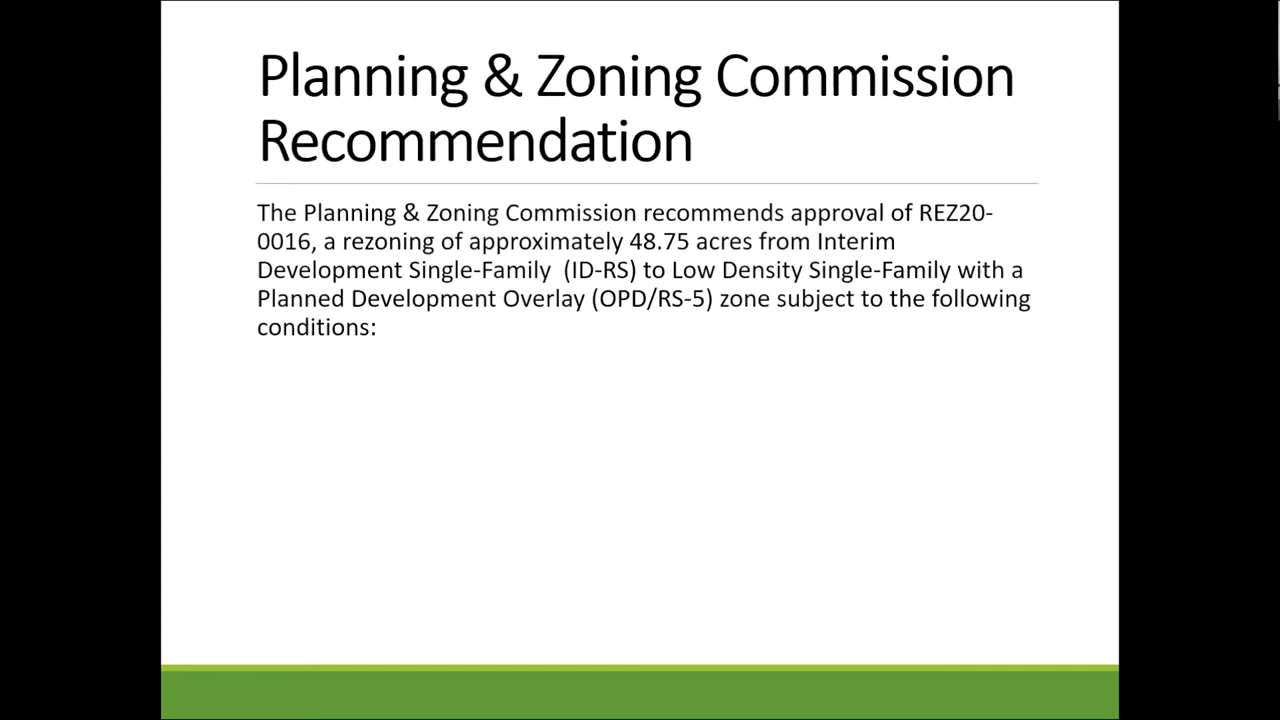 Planning & Zoning Commission
Recommendation
The Planning & Zoning Commission recommends approval of REZ20-
0016, a rezoning of approximately 48.75 acres from Interim
Development Single-Family  (ID-RS) to Low Density Single-Family with a
Planned Development Overlay (OPD/RS-5) zone subject to the following
conditions: